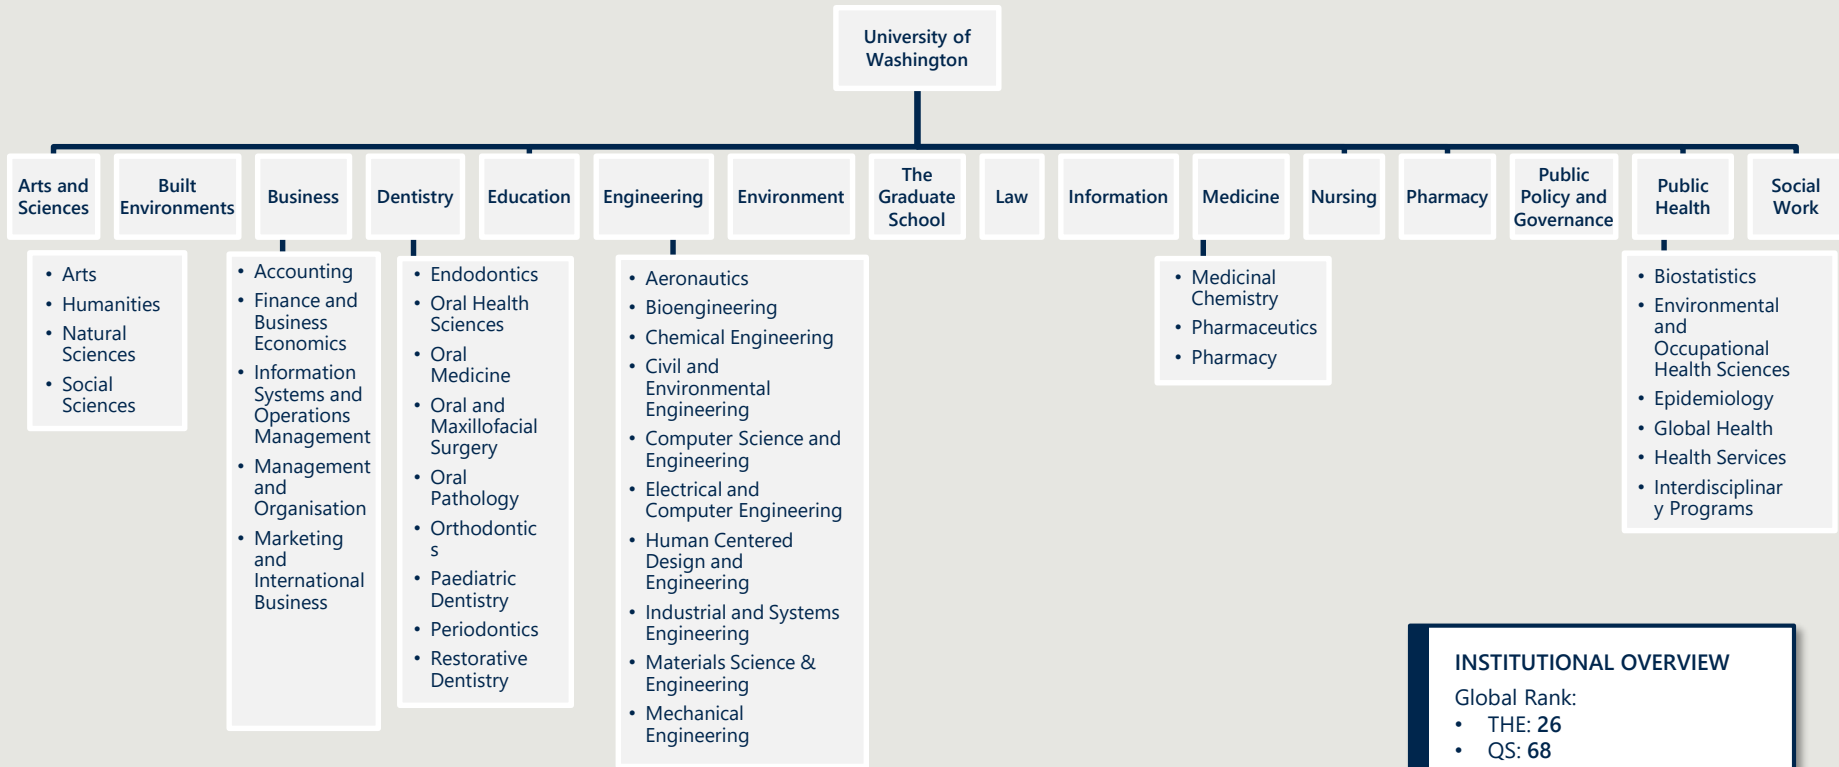 University of
Washington
Arts and
Sciences
Built
Environments
Business
Dentistry
Education
Engineering
Environment
The
Graduate
School
Law
Information
Medicine
Nursing
Pharmacy
Public
Policy and
Governance
Public
Health
Social
Work
• Arts
• Humanities
• Natural
Sciences
• Social
Sciences
• Accounting
• Finance and
Business
Economics
• Information
Systems and
Operations
Management
• Management
and
Organisation
• Marketing
and
International
Business
• Endodontics
• Oral Health
Sciences
• Oral
Medicine
• Oral and
Maxillofacial
Surgery
• Oral
Pathology
• Orthodontic
s
• Paediatric
Dentistry
• Periodontics
• Restorative
Dentistry
• Aeronautics
• Bioengineering
• Chemical Engineering
• Civil and
Environmental
Engineering
• Computer Science and
Engineering
• Electrical and
Computer Engineering
• Human Centered
Design and
Engineering
• Industrial and Systems
Engineering
• Materials Science &
Engineering
• Mechanical
Engineering
• Medicinal
Chemistry
• Pharmaceutics
• Pharmacy
• Biostatistics
• Environmental
and
Occupational
Health Sciences
• Epidemiology
• Global Health
• Health Services
• Interdisciplinar
y Programs
INSTITUTIONAL OVERVIEW
Global Rank:
• THE: 26
• QS: 68